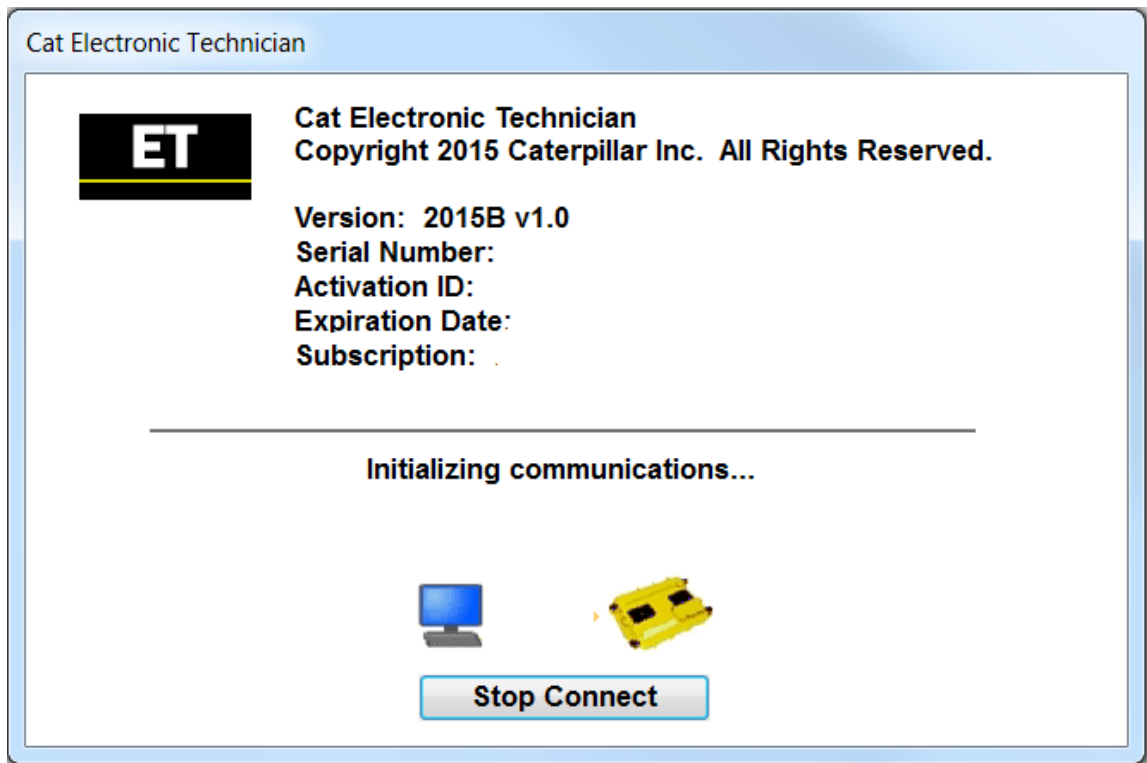 Cat Electronic Technician
ET
Cat Electronic Technician
Copyright 2015 Caterpillar Inc.  All Rights Reserved.
Version:  2015B v1.0
Serial Number:
Activation ID:
Expiration Date:
Subscription:
Initializing communications...
Stop Connect